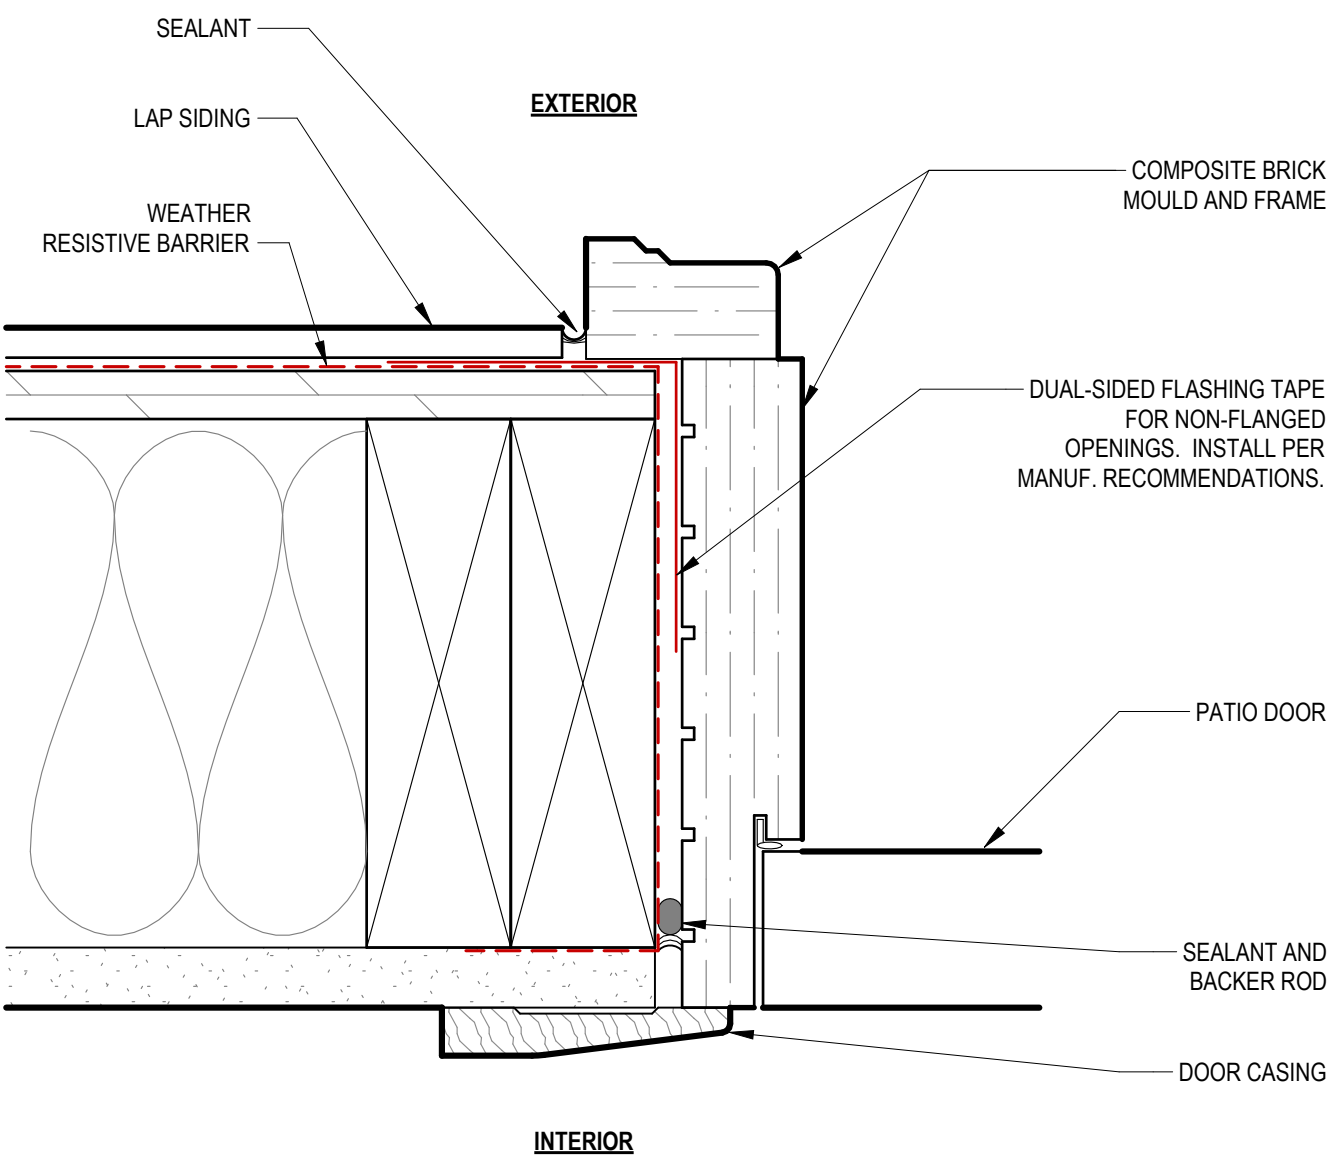 SEALANT
EXTERIOR
LAP SIDING
COMPOSITE BRICK
MOULD AND FRAME
WEATHER
RESISTIVE BARRIER
DUAL-SIDED FLASHING TAPE
FOR NON-FLANGED
OPENINGS. INSTALL PER
MANUF. RECOMMENDATIONS.
PATIO DOOR
SEALANT AND
BACKER ROD
DOOR CASING
INTERIOR